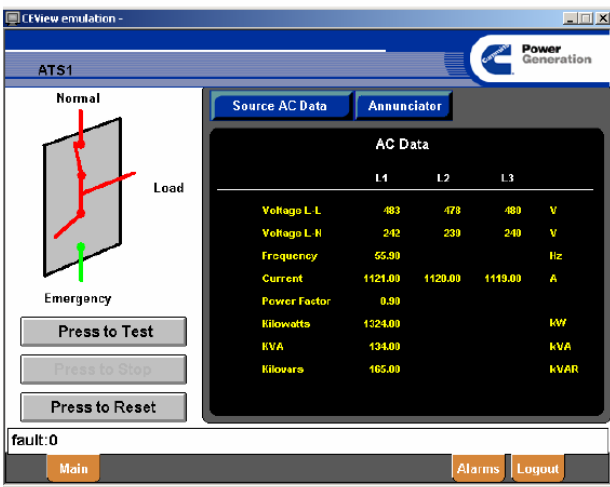 CEView emulation -
Power
Generation
ATS1
Normal
Load
Emergency
Press to Test
Press to Stop
Press to Reset
Source AC Data Annunciator
AC Data
L1 L2 L3
Voltage L-L 483 478 480 V
Voltage L-N 242 239 240 V
Frequency 55.90 Hz
Current 1121.00 1120.00 1119.00 A
Power Factor 0.90
Kilowatts 1324.00 kW
KVA 134.00 kVA
Kilovars 165.00 kVAR
fault:0
Main Alarms Logout